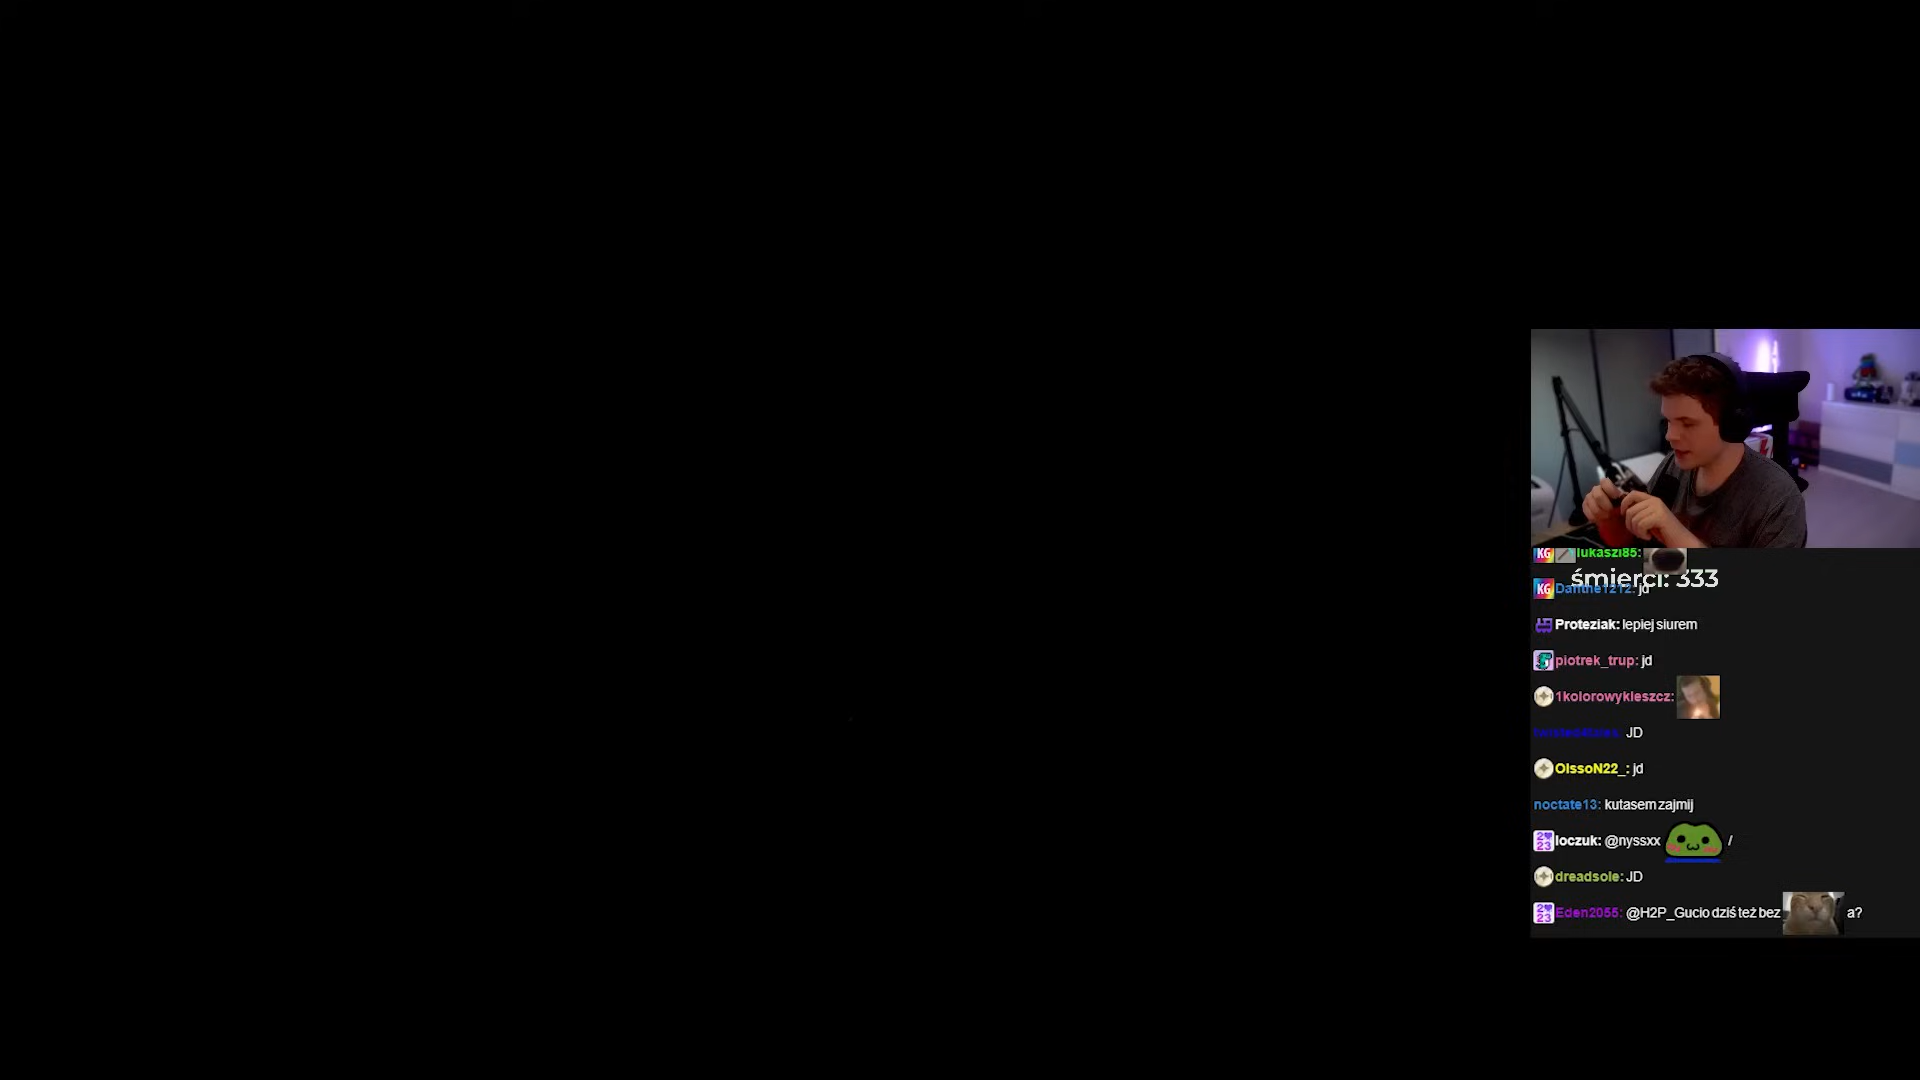 lukaszi85:
śmierci: 333
Danthe1212: jd
Proteziak: lepiej siurem
piotrek_trup: jd
1kolorowykleszcz:
JD
OlssoN22_: jd
noctate13: kutasem zajmij
loczuk: @nyssxx /
dreadsole: JD
Eden2055: @H2P_Gucio dziś też bez a?